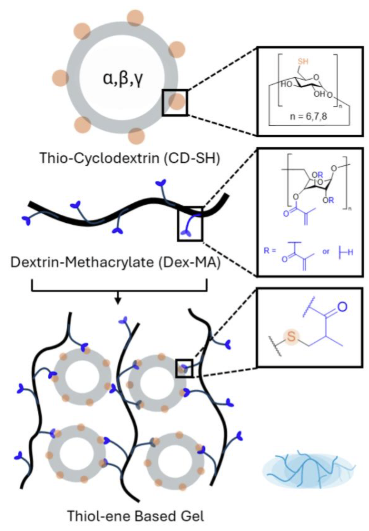 α,β,γ
SH
O
HO
OH
O
n
n = 6,7,8
Thio-Cyclodextrin (CD-SH)
OR
O
OR
O
O
n
R =
O
or
H
Dextrin-Methacrylate (Dex-MA)
O
S
Thiol-ene Based Gel